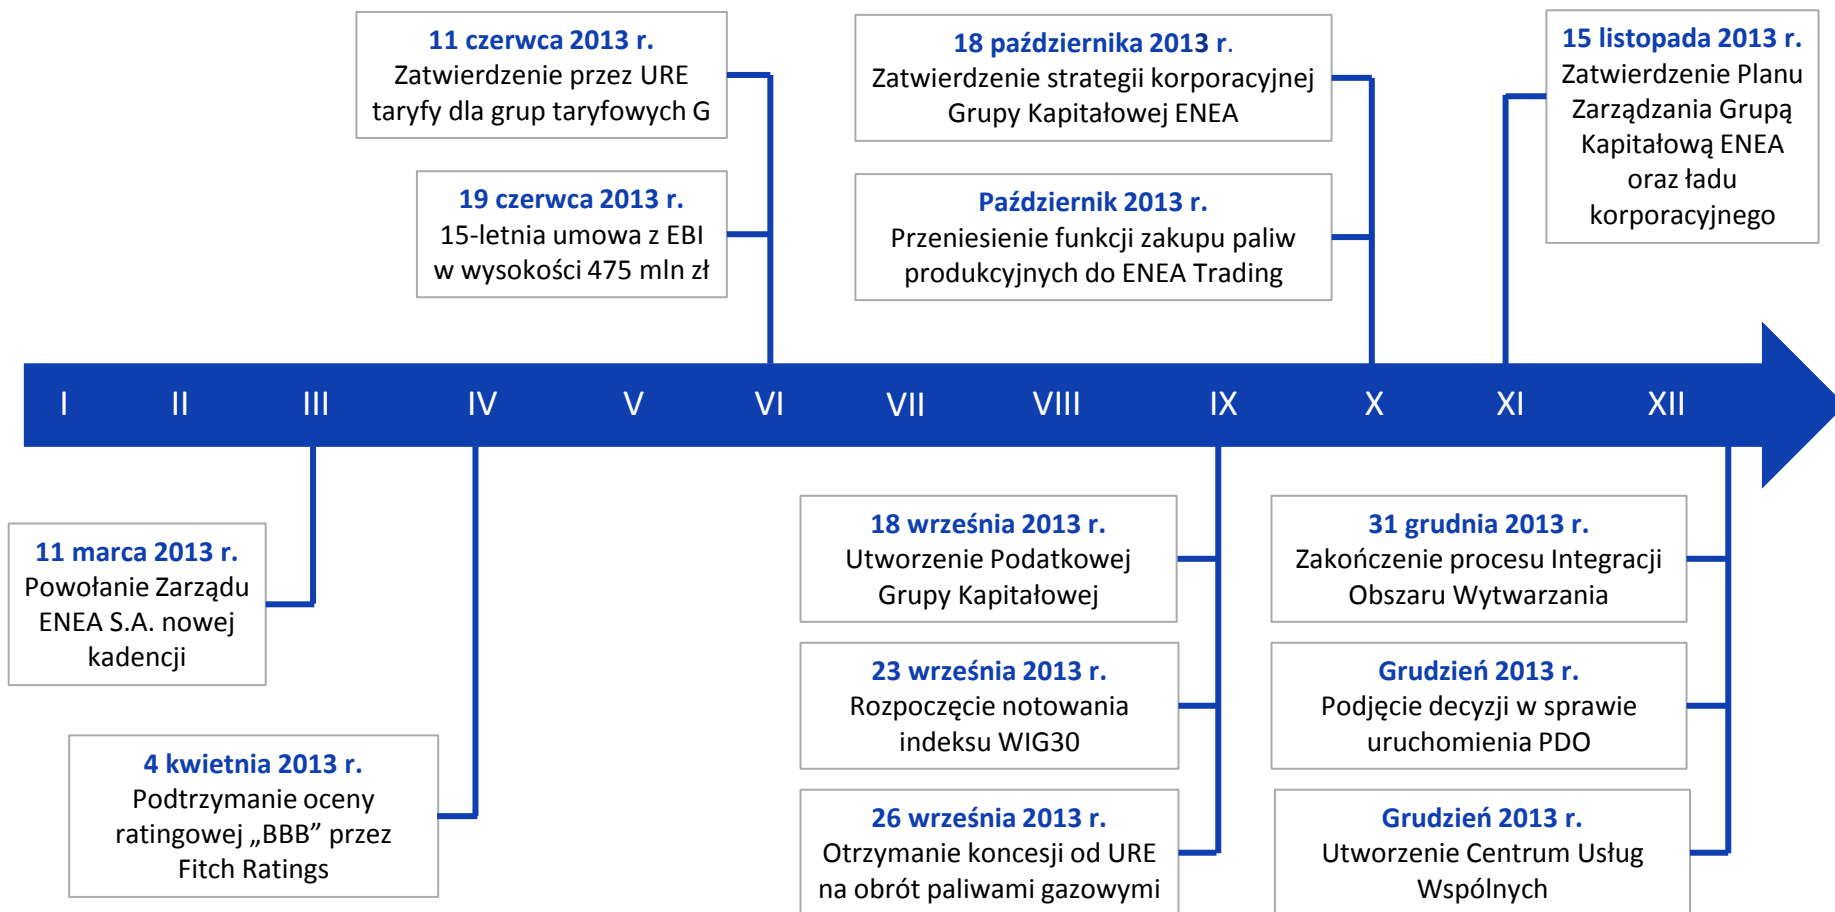 11 czerwca 2013 r.
Zatwierdzenie przez URE
taryfy dla grup taryfowych G
19 czerwca 2013 r.
15-letnia umowa z EBI
w wysokości 475 mln zł
18 października 2013 r.
Zatwierdzenie strategii korporacyjnej
Grupy Kapitałowej ENEA
Październik 2013 r.
Przeniesienie funkcji zakupu paliw
produkcyjnych do ENEA Trading
15 listopada 2013 r.
Zatwierdzenie Planu
Zarządzania Grupą
Kapitałową ENEA
oraz ładu
korporacyjnego
I II III IV V VI VII VIII IX X XI XII
11 marca 2013 r.
Powołanie Zarządu
ENEA S.A. nowej
kadencji
4 kwietnia 2013 r.
Podtrzymanie oceny
ratingowej „BBB” przez
Fitch Ratings
18 września 2013 r.
Utworzenie Podatkowej
Grupy Kapitałowej
23 września 2013 r.
Rozpoczęcie notowania
indeksu WIG30
26 września 2013 r.
Otrzymanie koncesji od URE
na obrót paliwami gazowymi
31 grudnia 2013 r.
Zakończenie procesu Integracji
Obszaru Wytwarzania
Grudzień 2013 r.
Podjęcie decyzji w sprawie
uruchomienia PDO
Grudzień 2013 r.
Utworzenie Centrum Usług
Wspólnych